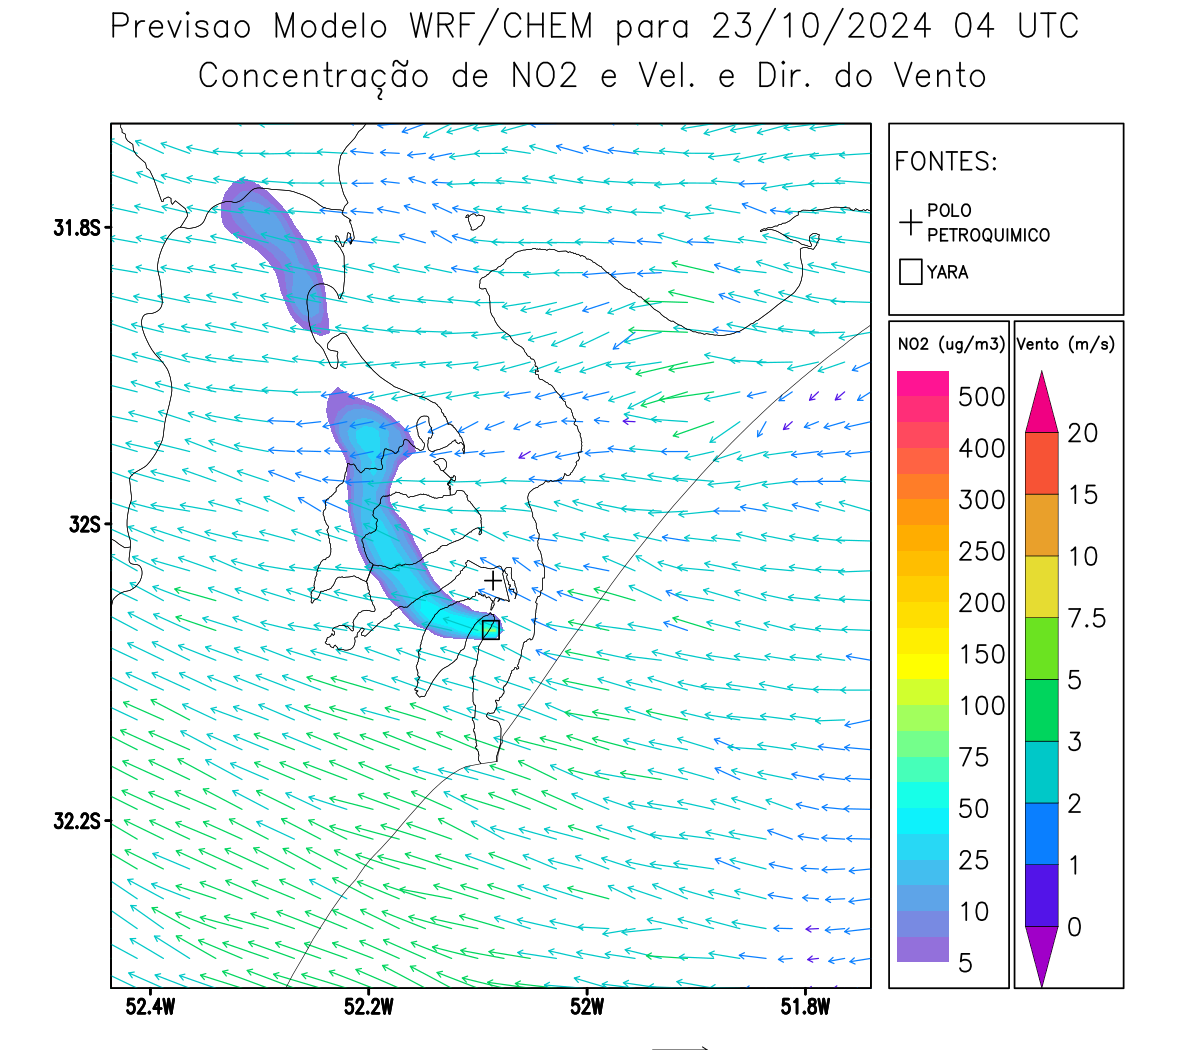 Previsao Modelo WRF/CHEM para 23/10/2024 04 UTC
Concentração de NO2 e Vel. e Dir. do Vento
FONTES:
POLO
PETROQUIMICO
YARA
NO2 (ug/m3)
500
400
300
250
200
150
100
75
50
25
10
5
Vento (m/s)
20
15
10
7.5
5
3
2
1
0
31.8S
32S
32.2S
52.4W
52.2W
52W
51.8W